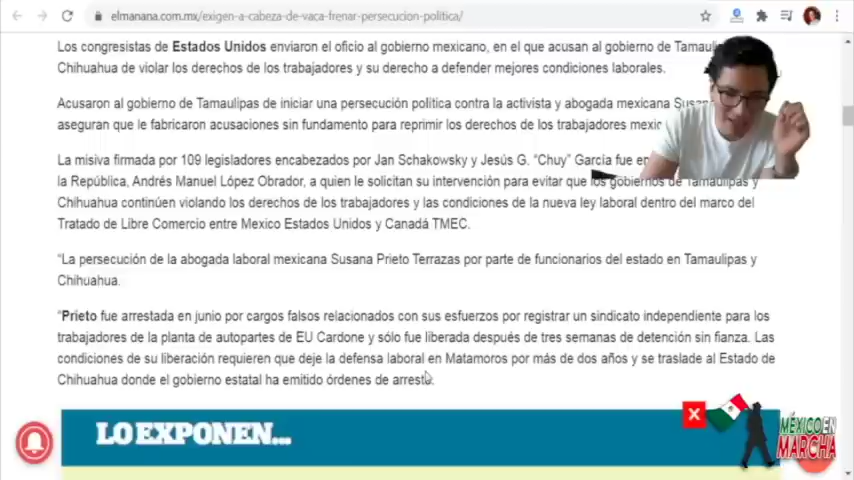 elmanana.com.mx/exigen-a-cabeza-de-vaca-frenar-persecucion-politica/
Los congresistas de Estados Unidos enviaron el oficio al gobierno mexicano, en el que acusan al gobierno de
Chihuahua de violar los derechos de los trabajadores y su derecho a defender mejores condiciones laborales.
Acusaron al gobierno de Tamaulipas de iniciar una persecución política contra la activista y abogada mexicana
aseguran que le fabricaron acusaciones sin fundamento para reprimir los derechos de los trabajadores
La misiva firmada por 109 legisladores encabezados por Jan Schakowsky y Jesús G. “Chuy” García fue
la República, Andrés Manuel López Obrador, a quien le solicitan su intervención para evitar que los gobiernos de Tamaulipas y
Chihuahua continúen violando los derechos de los trabajadores y las condiciones de la nueva ley laboral dentro del marco del
Tratado de Libre Comercio entre Mexico Estados Unidos y Canadá TMEC.
“La persecución de la abogada laboral mexicana Susana Prieto Terrazas por parte de funcionarios del estado en Tamaulipas y
Chihuahua.
“Prieto fue arrestada en junio por cargos falsos relacionados con sus esfuerzos por registrar un sindicato independiente para los
trabajadores de la planta de autopartes de EU Cardone y sólo fue liberada después de tres semanas de detención sin fianza. Las
condiciones de su liberación requieren que deje la defensa laboral en Matamoros por más de dos años y se traslade al Estado de
Chihuahua donde el gobierno estatal ha emitido órdenes de arresto.
LO EXPONEN...
X
MÉXICO EN
MARCHA